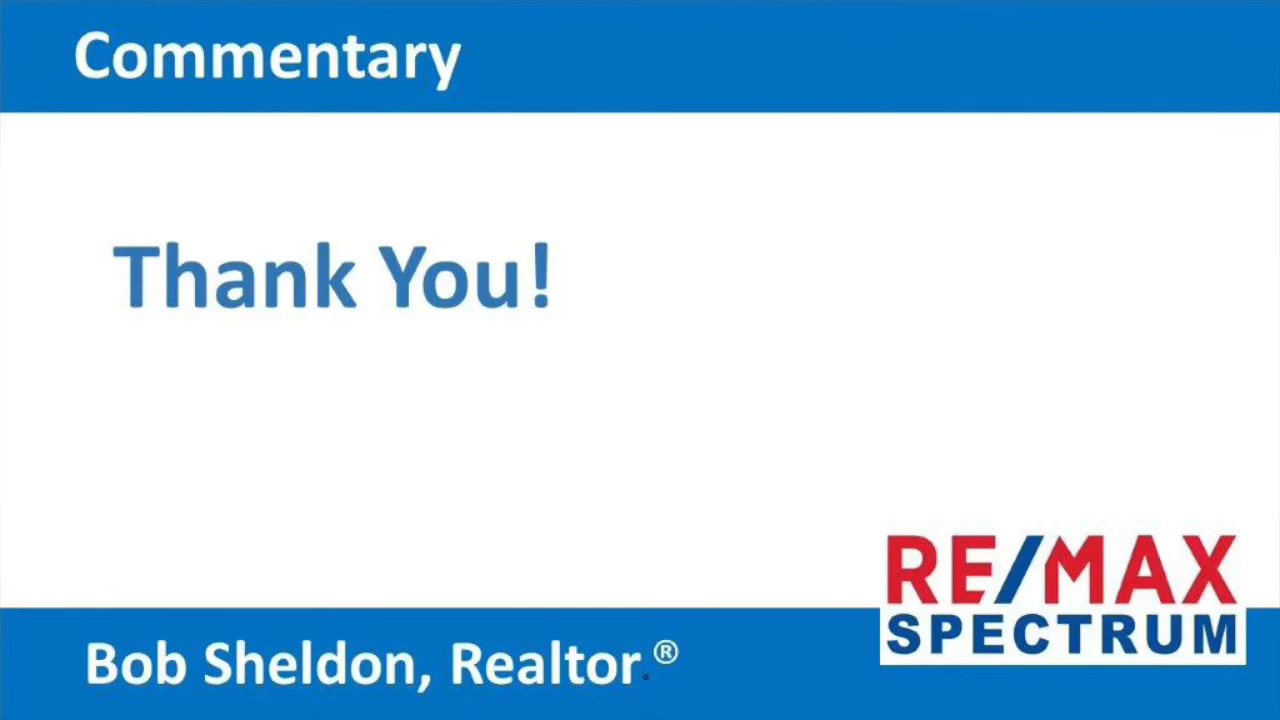 Commentary
Thank You!
RE/MAX
SPECTRUM
Bob Sheldon, Realtor.®